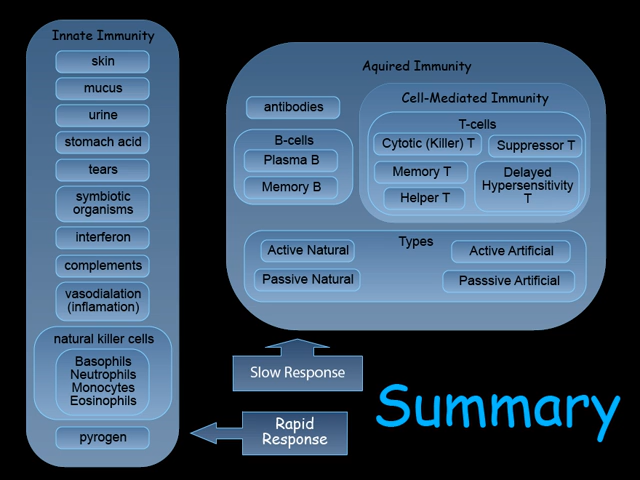 Innate Immunity
skin
mucus
urine
stomach acid
tears
symbiotic
organisms
interferon
complements
vasodialation
(inflamation)
natural killer cells
Basophils
Neutrophils
Monocytes
Eosinophils
pyrogen
Aquired Immunity
antibodies
B-cells
Plasma B
Memory B
Cell-Mediated Immunity
T-cells
Cytotic (Killer) T
Suppressor T
Memory T
Delayed
Hypersensitivity
T
Helper T
Types
Active Natural
Active Artificial
Passive Natural
Passsive Artificial
Slow Response
Rapid
Response
Summary